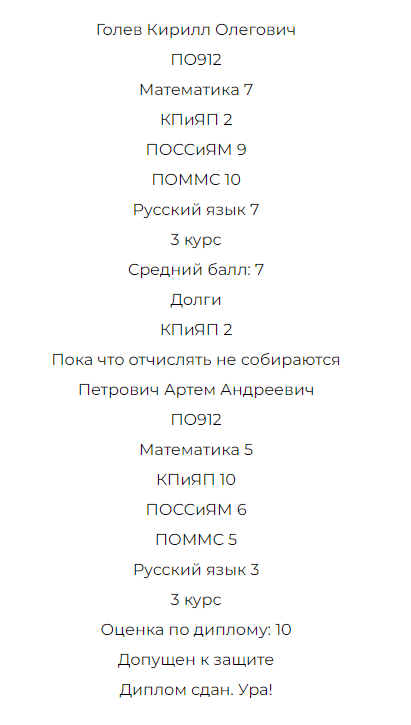 Голев Кирилл Олегович
ПО912
Математика 7
КПиЯП 2
ПОССиЯМ 9
ПОММС 10
Русский язык 7
3 курс
Средний балл: 7
Долги
КПиЯП 2
Пока что отчислять не собираются
Петрович Артем Андреевич
ПО912
Математика 5
КПиЯП 10
ПОССиЯМ 6
ПОММС 5
Русский язык 3
3 курс
Оценка по диплому: 10
Допущен к защите
Диплом сдан. Ура!